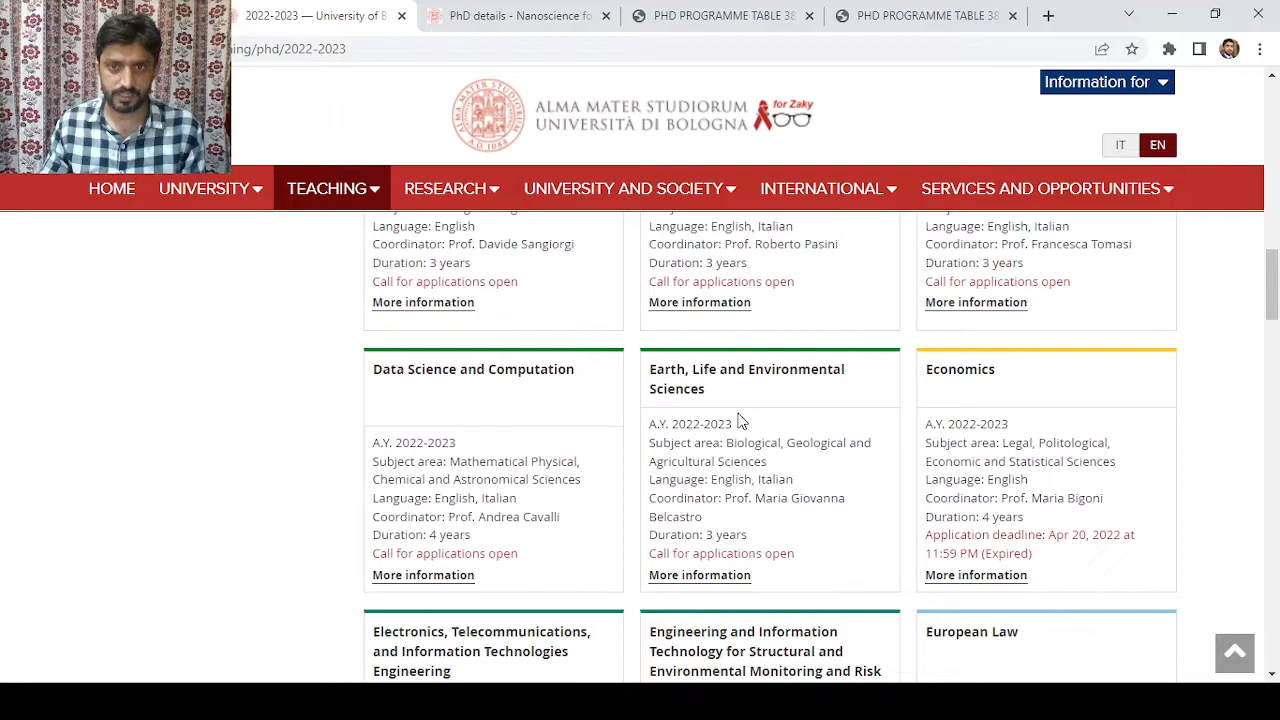 2022-2023 — University of B
PhD details - Nanoscience fo
PHD PROGRAMME TABLE 38
PHD PROGRAMME TABLE 38
ing/phd/2022-2023
Information for
ALMA MATER STUDIORUM
UNIVERSITÀ DI BOLOGNA
for Zaky
A.D. 1088
IT
EN
HOME
UNIVERSITY
TEACHING
RESEARCH
UNIVERSITY AND SOCIETY
INTERNATIONAL
SERVICES AND OPPORTUNITIES
Language: English
Coordinator: Prof. Davide Sangiorgi
Duration: 3 years
Call for applications open
More information
Language: English, Italian
Coordinator: Prof. Roberto Pasini
Duration: 3 years
Call for applications open
More information
Language: English, Italian
Coordinator: Prof. Francesca Tomasi
Duration: 3 years
Call for applications open
More information
Data Science and Computation
A.Y. 2022-2023
Subject area: Mathematical Physical,
Chemical and Astronomical Sciences
Language: English, Italian
Coordinator: Prof. Andrea Cavalli
Duration: 4 years
Call for applications open
More information
Earth, Life and Environmental
Sciences
A.Y. 2022-2023
Subject area: Biological, Geological and
Agricultural Sciences
Language: English, Italian
Coordinator: Prof. Maria Giovanna
Belcastro
Duration: 3 years
Call for applications open
More information
Economics
A.Y. 2022-2023
Subject area: Legal, Politological,
Economic and Statistical Sciences
Language: English
Coordinator: Prof. Maria Bigoni
Duration: 4 years
Application deadline: Apr 20, 2022 at
11:59 PM (Expired)
More information
Electronics, Telecommunications,
and Information Technologies
Engineering
Engineering and Information
Technology for Structural and
Environmental Monitoring and Risk
European Law